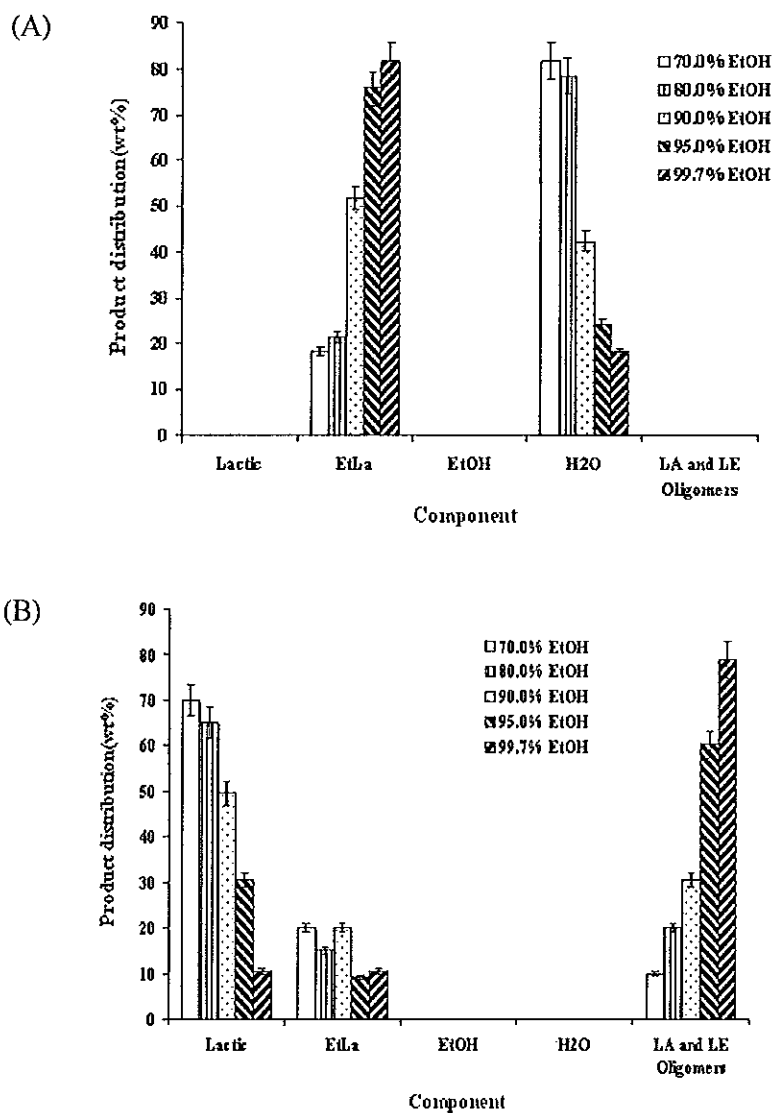 (A)
Product distribution(wt%)
90
80
70
60
50
40
30
20
10
0
70.0% EtOH
80.0% EtOH
90.0% EtOH
95.0% EtOH
99.7% EtOH
Lactic EtLa EtOH H2O LA and LE
Oligomers
Component
(B)
Product distribution(wt%)
90
80
70
60
50
40
30
20
10
0
70.0% EtOH
80.0% EtOH
90.0% EtOH
95.0% EtOH
99.7% EtOH
Lactic EtLa EtOH H2O LA and LE
Oligomers
Component